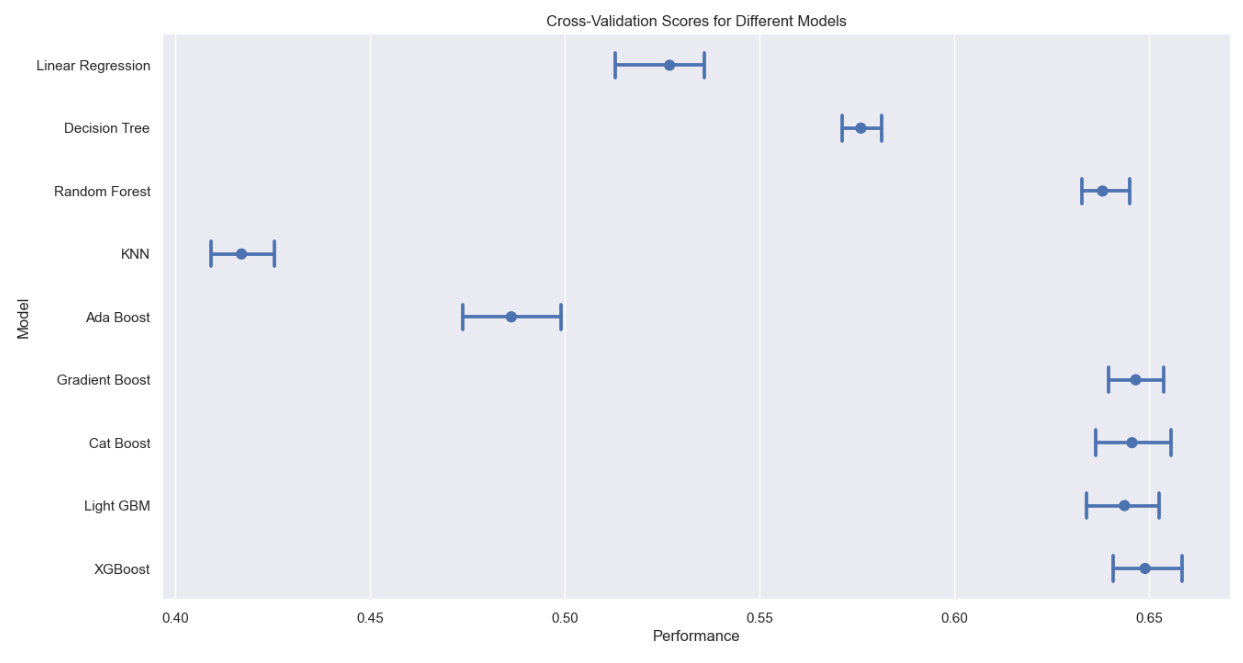 Cross-Validation Scores for Different Models
Linear Regression
Decision Tree
Random Forest
KNN
Ada Boost
Gradient Boost
Cat Boost
Light GBM
XGBoost
Model
0.40 0.45 0.50 0.55 0.60 0.65
Performance